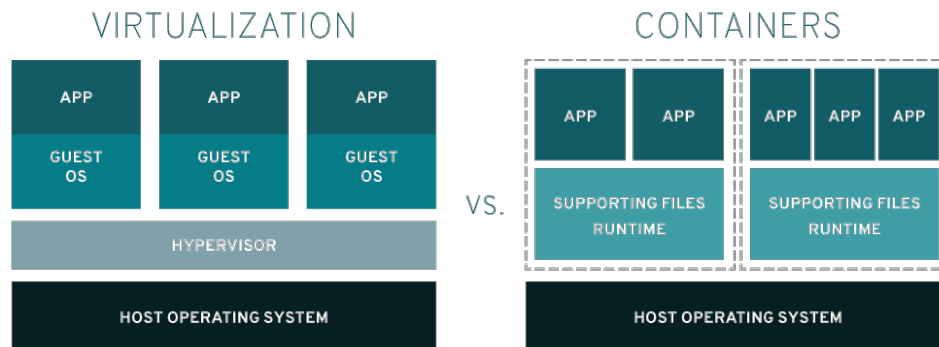 VIRTUALIZATION
APP
APP
APP
GUEST
OS
GUEST
OS
GUEST
OS
HYPERVISOR
HOST OPERATING SYSTEM
VS.
CONTAINERS
APP
APP
APP
APP
APP
SUPPORTING FILES
RUNTIME
SUPPORTING FILES
RUNTIME
HOST OPERATING SYSTEM